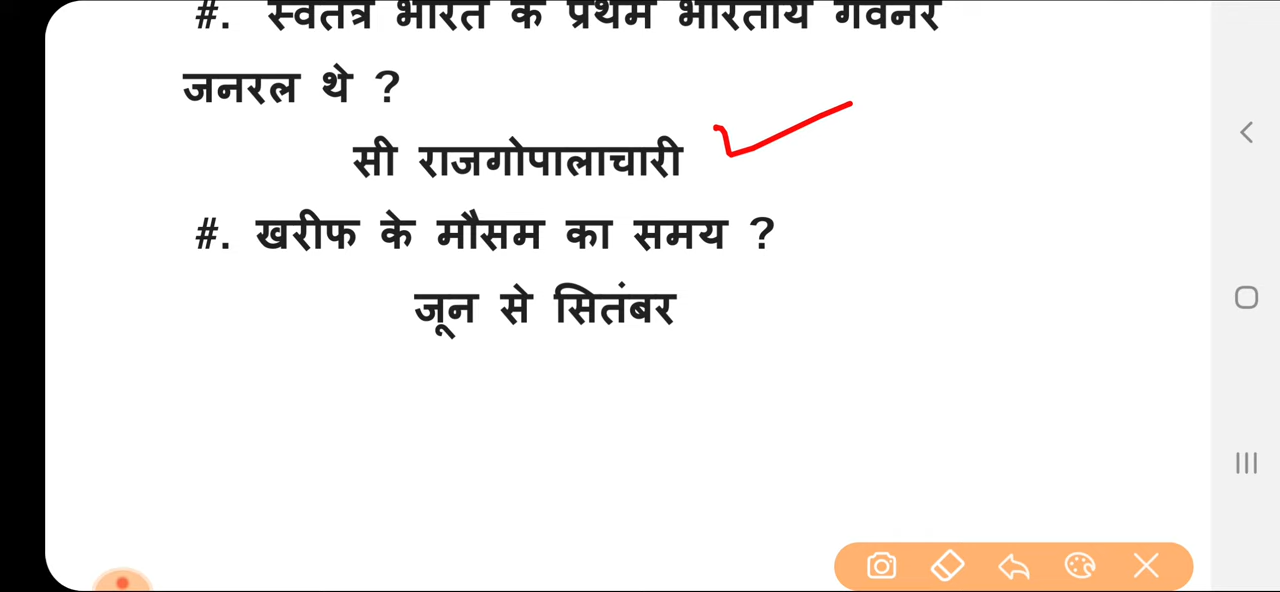 #. स्वतंत्र भारत के प्रथम भारतीय गवर्नर
जनरल थे ?
सी राजगोपालाचारी
#. खरीफ के मौसम का समय ?
जून से सितंबर